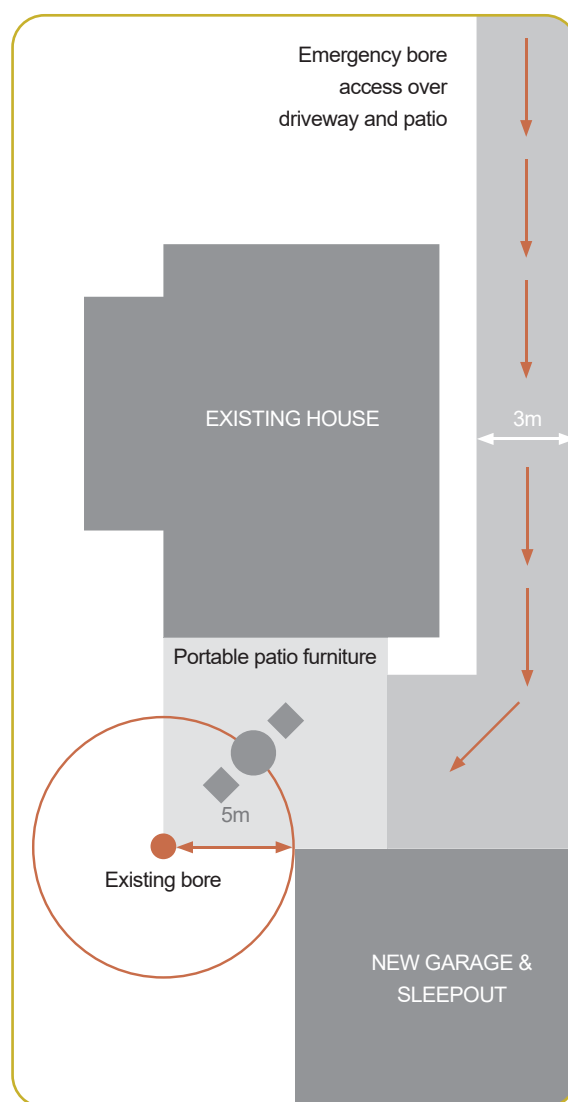 Emergency bore
access over
driveway and patio
EXISTING HOUSE
3m
Portable patio furniture
5m
Existing bore
NEW GARAGE &
SLEEPOUT